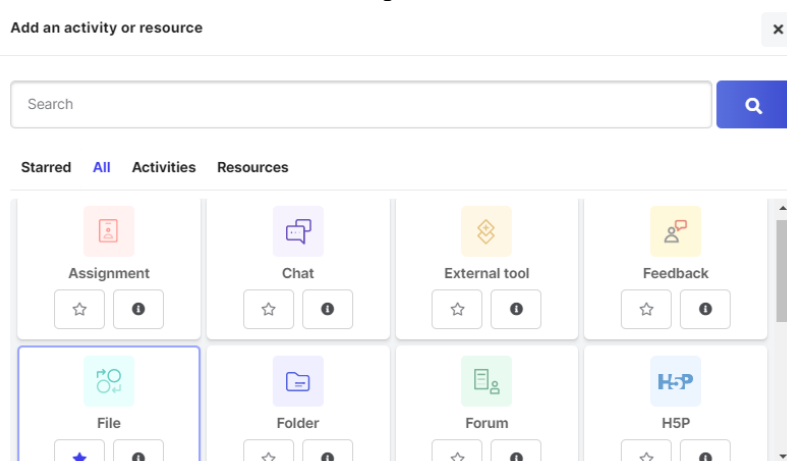 Add an activity or resource
Search
Starred All Activities Resources
Assignment Chat External tool Feedback
File Folder Forum H5P